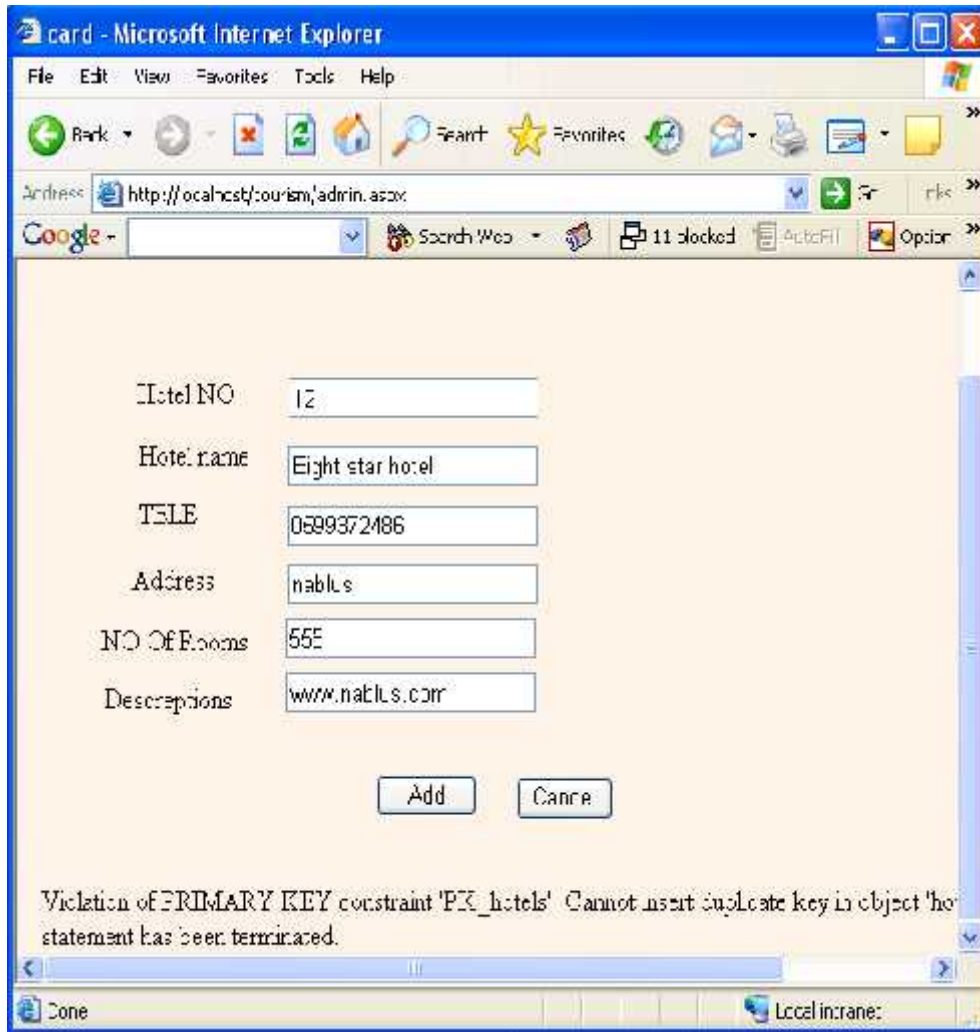 card - Microsoft Internet Explorer
File Edit View Favorites Tools Help
Back Search Favorites
Address http://localhost/tourism/admin.aspx Go
Google Search Web 11 blocked AutoFill Option
Hotel NO 12
Hotel name Eight star hotel
TELE 0599372486
Address nablus
NO Of Rooms 555
Descreptions www.nablus.com
Add Cance
Violation of PRIMARY KEY constraint 'PK_hotels' Cannot insert duplicate key in object 'ho
statement has been terminated.
Done Local intranet